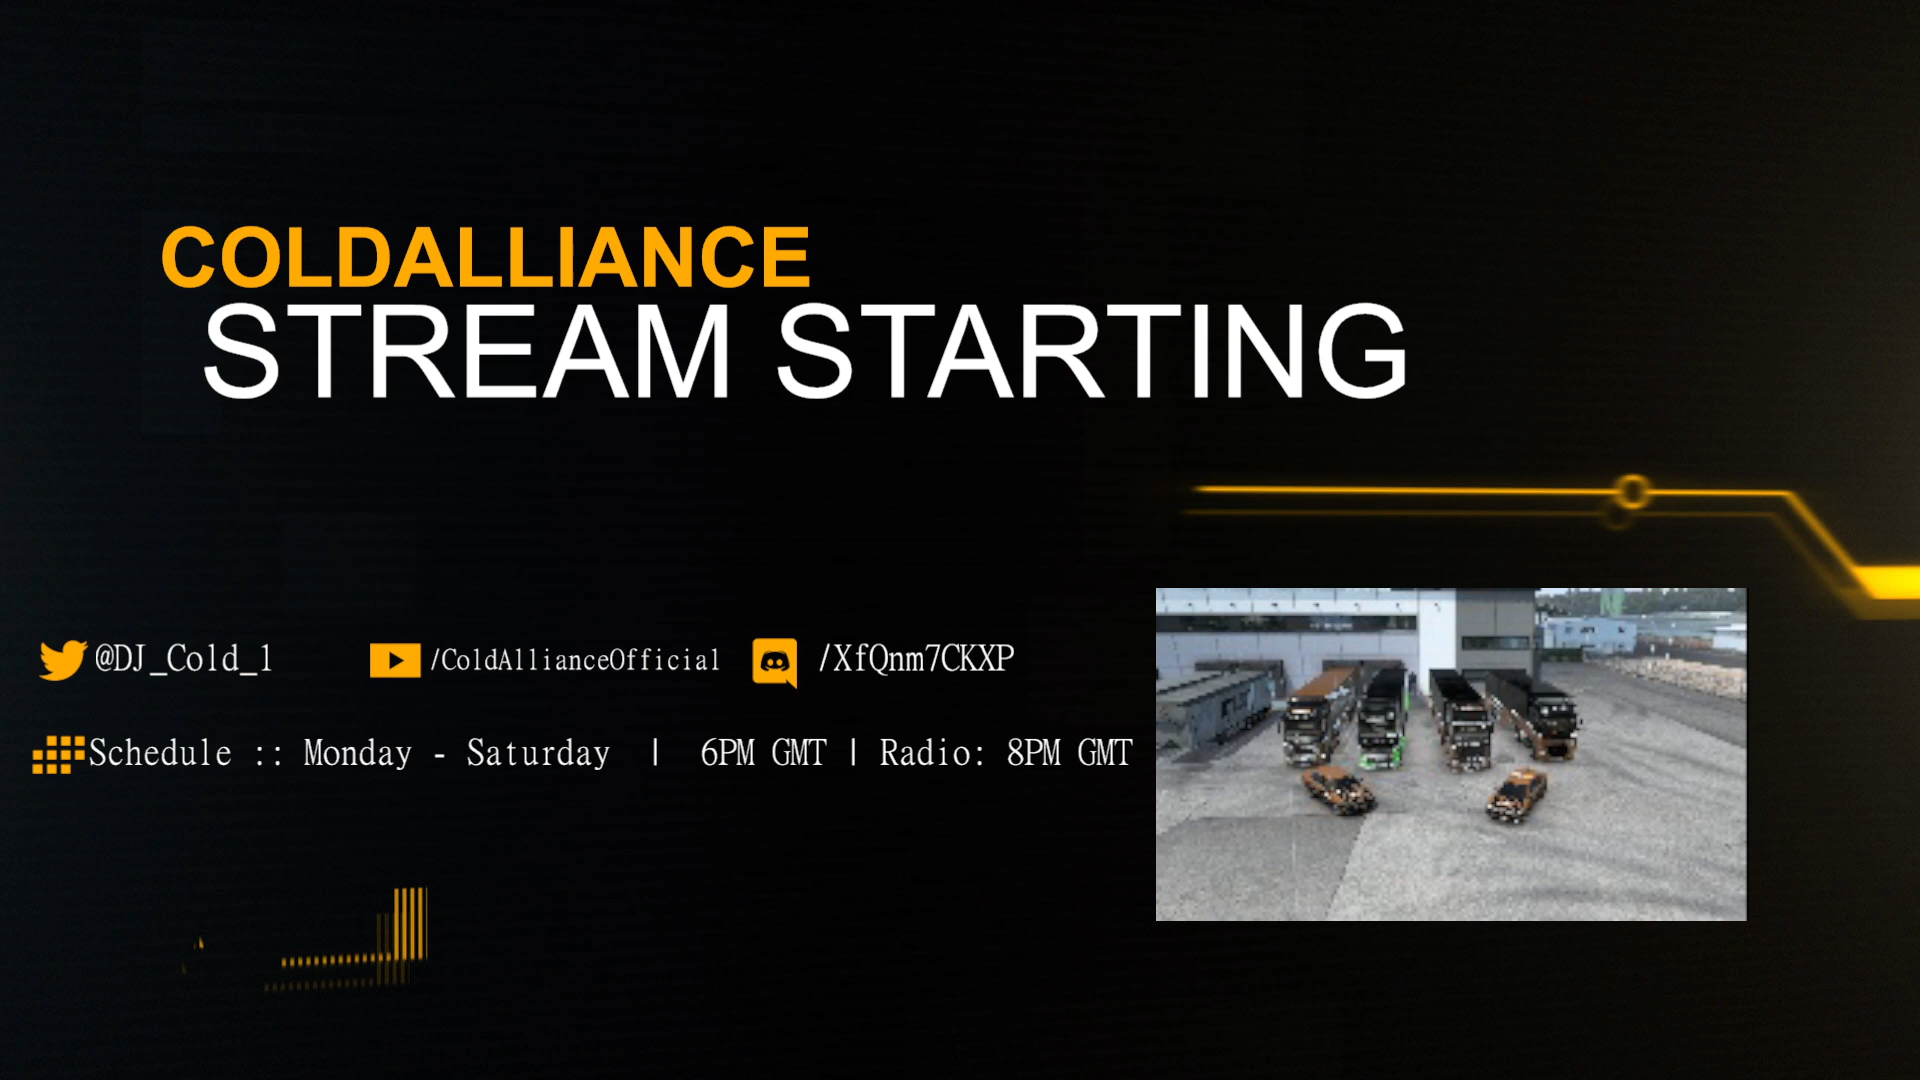 COLDALLIANCE
STREAM STARTING
@DJ_Cold_1 /ColdAllianceOfficial /XfQnm7CKXP
Schedule :: Monday - Saturday | 6PM GMT | Radio: 8PM GMT